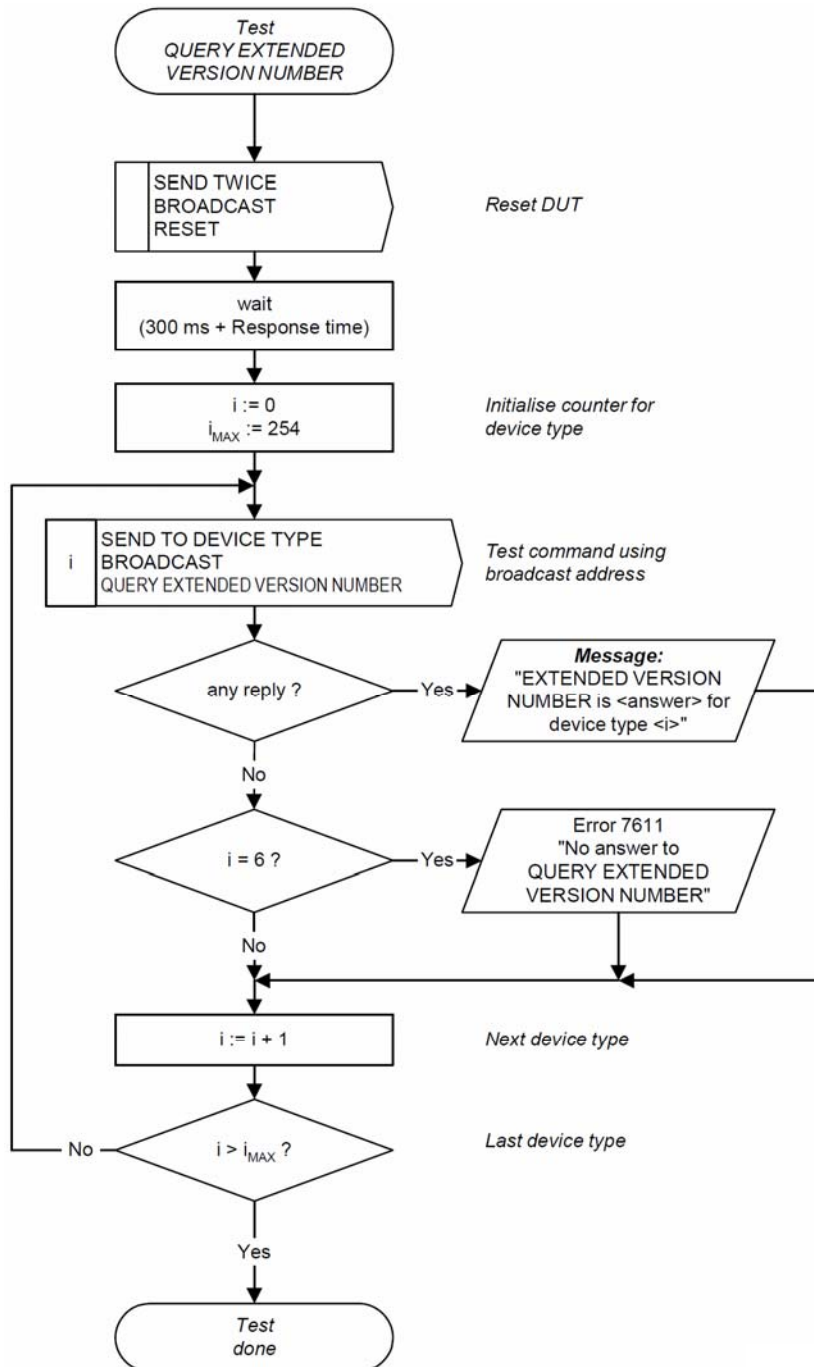 Test
QUERY EXTENDED
VERSION NUMBER
SEND TWICE
BROADCAST
RESET
Reset DUT
wait
(300 ms + Response time)
i := 0
iMAX := 254
Initialise counter for
device type
i
SEND TO DEVICE TYPE
BROADCAST
QUERY EXTENDED VERSION NUMBER
Test command using
broadcast address
any reply ?
Yes
Message:
"EXTENDED VERSION
NUMBER is <answer> for
device type <i>"
No
i = 6 ?
Yes
Error 7611
"No answer to
QUERY EXTENDED
VERSION NUMBER"
No
i := i + 1
Next device type
No
i > iMAX ?
Last device type
Yes
Test
done